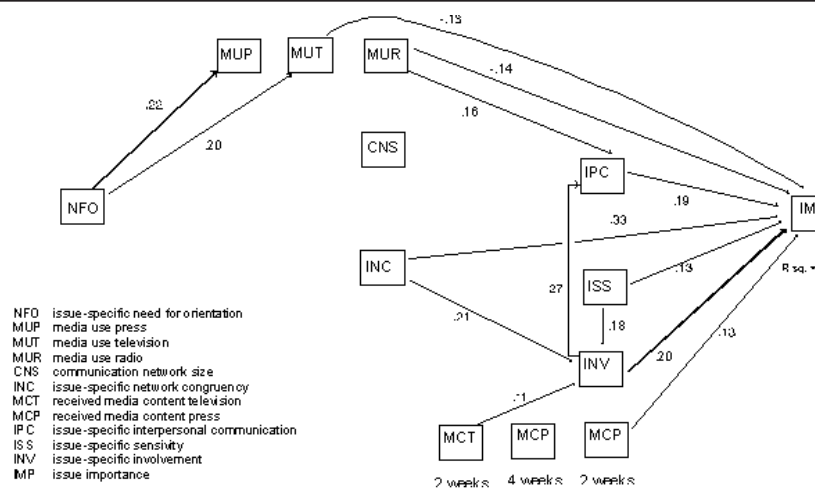 -.13
MUP
MUT
MUR
-.14
.22
.16
.20
CNS
IPC
NFO
.19
IM
.33
INC
R sq.
ISS
.13
.27
.21
.18
NFO issue-specific need for orientation
MUP media use press
MUT media use television
MUR media use radio
CNS communication network size
INC issue-specific network congruency
MCT received media content television
MCP received media content press
IPC issue-specific interpersonal communication
ISS issue-specific sensivity
INV issue-specific involvement
IMP issue importance
INV
.20
.13
.11
MCT
MCP
MCP
2 weeks
4 weeks
2 weeks